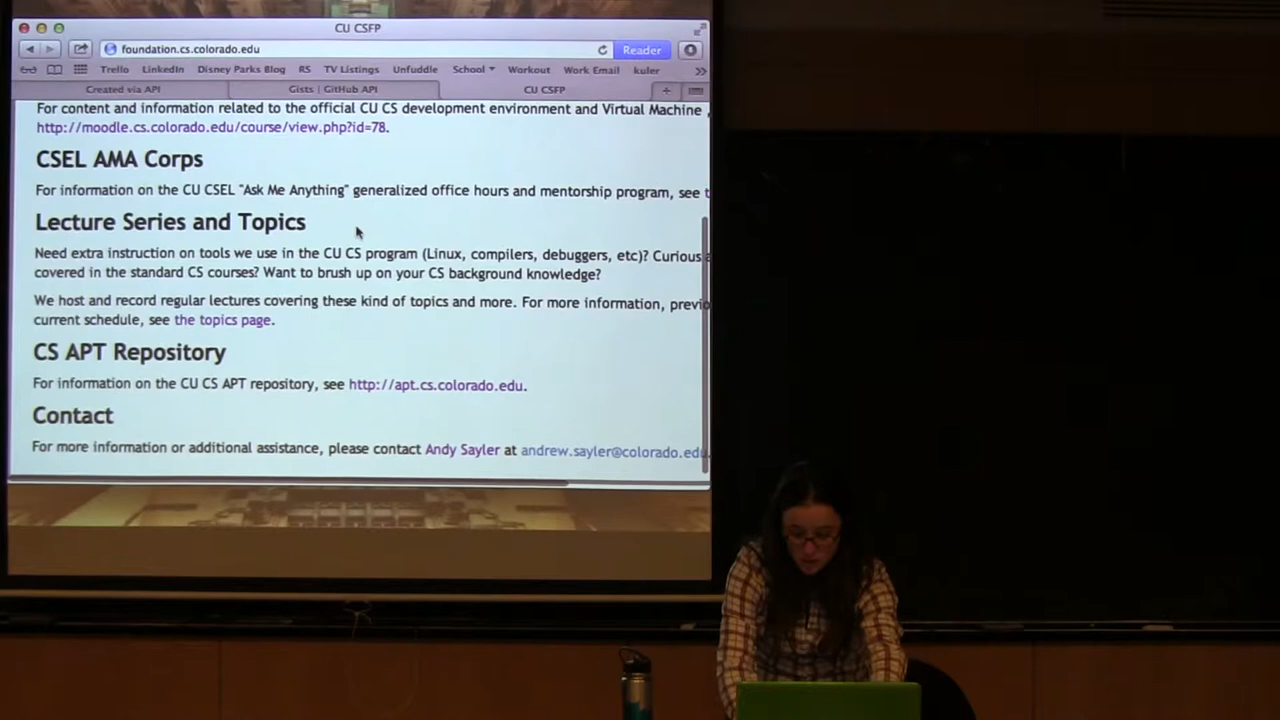 CU CSFP
foundation.cs.colorado.edu
Reader
Trello LinkedIn Disney Parks Blog RS TV Listings Unfuddle School Workout Work Email kuler
Created via API Gists | GitHub API CU CSFP
For content and information related to the official CU CS development environment and Virtual Machine
http://moodle.cs.colorado.edu/course/view.php?id=78.
CSEL AMA Corps
For information on the CU CSEL "Ask Me Anything" generalized office hours and mentorship program, see
Lecture Series and Topics
Need extra instruction on tools we use in the CU CS program (Linux, compilers, debuggers, etc)? Curious
covered in the standard CS courses? Want to brush up on your CS background knowledge?
We host and record regular lectures covering these kind of topics and more. For more information, previo
current schedule, see the topics page.
CS APT Repository
For information on the CU CS APT repository, see http://apt.cs.colorado.edu.
Contact
For more information or additional assistance, please contact Andy Sayler at andrew.sayler@colorado.edu.